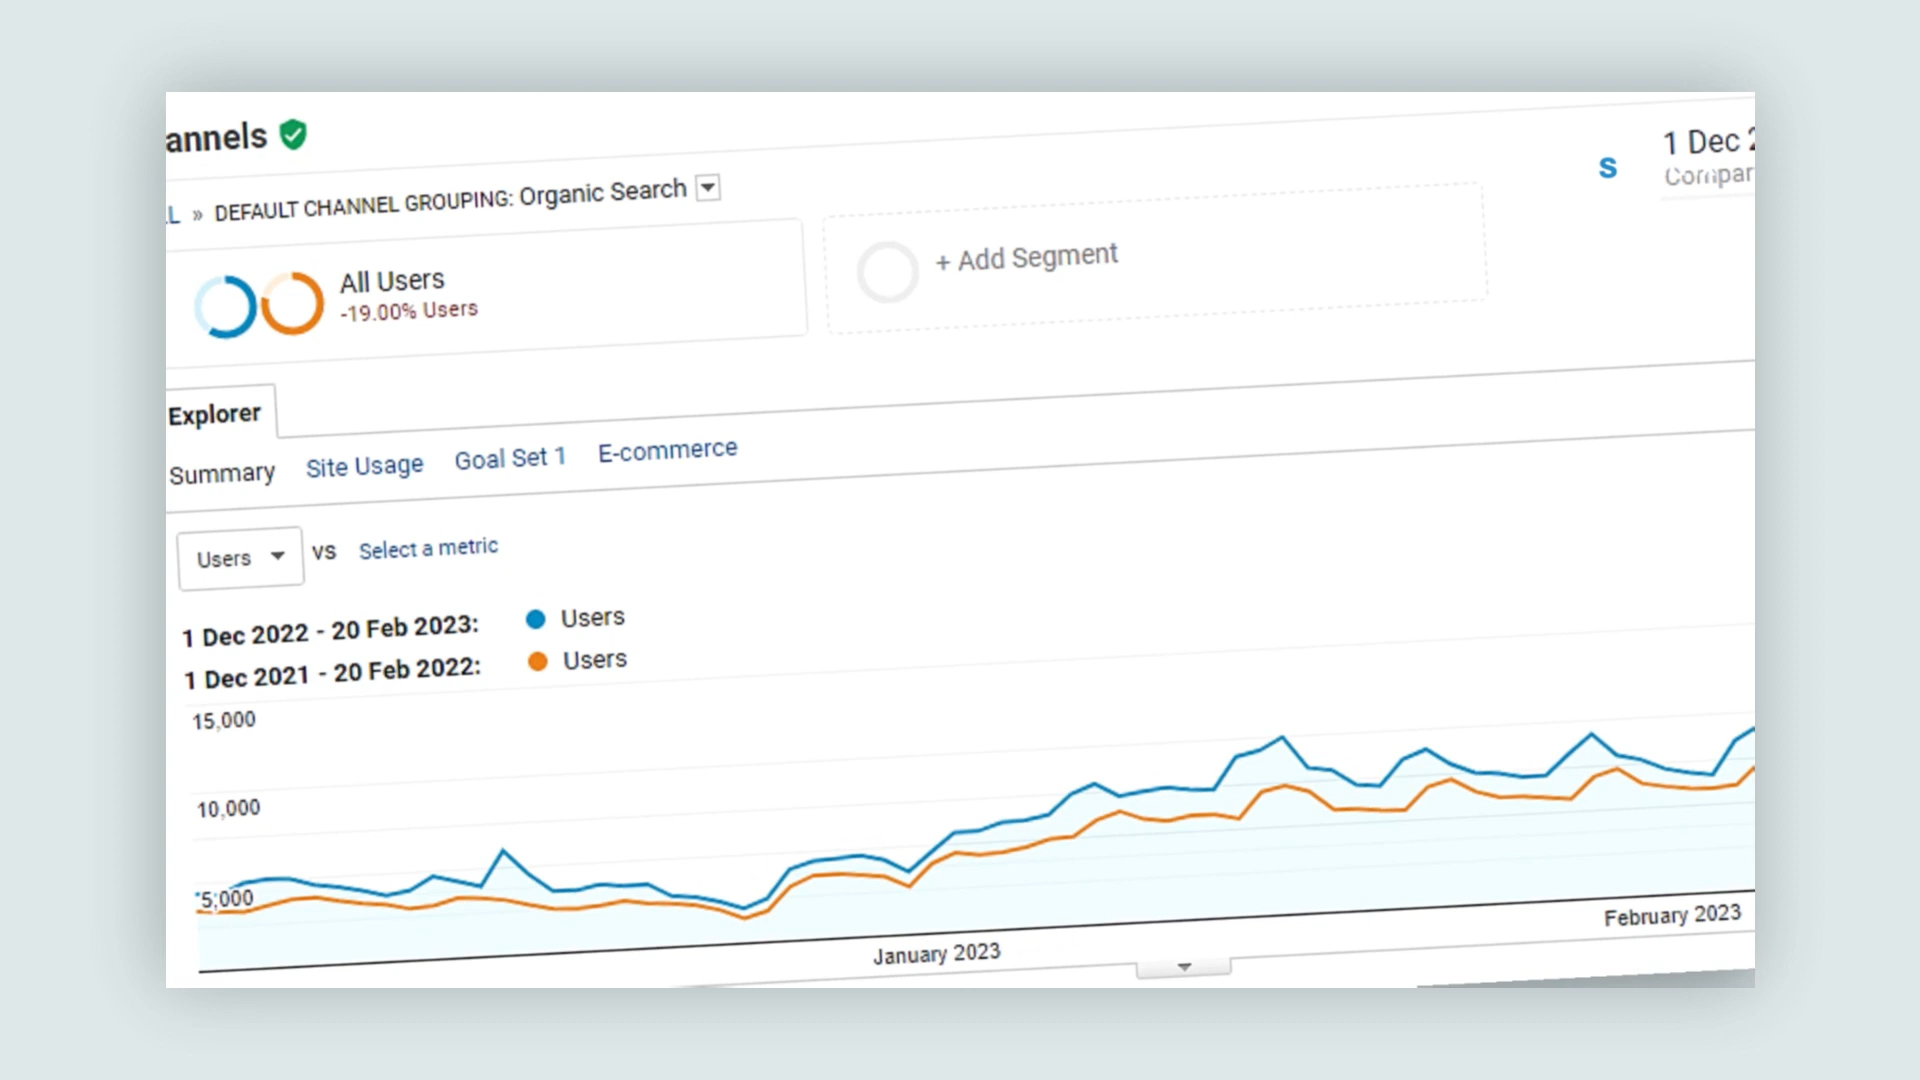 annels
1 Dec
Compar
L » DEFAULT CHANNEL GROUPING: Organic Search
S
All Users
-19.00% Users
+ Add Segment
Explorer
Summary Site Usage Goal Set 1 E-commerce
Users VS Select a metric
1 Dec 2022 - 20 Feb 2023: Users
1 Dec 2021 - 20 Feb 2022: Users
15,000
10,000
5,000
January 2023
February 2023